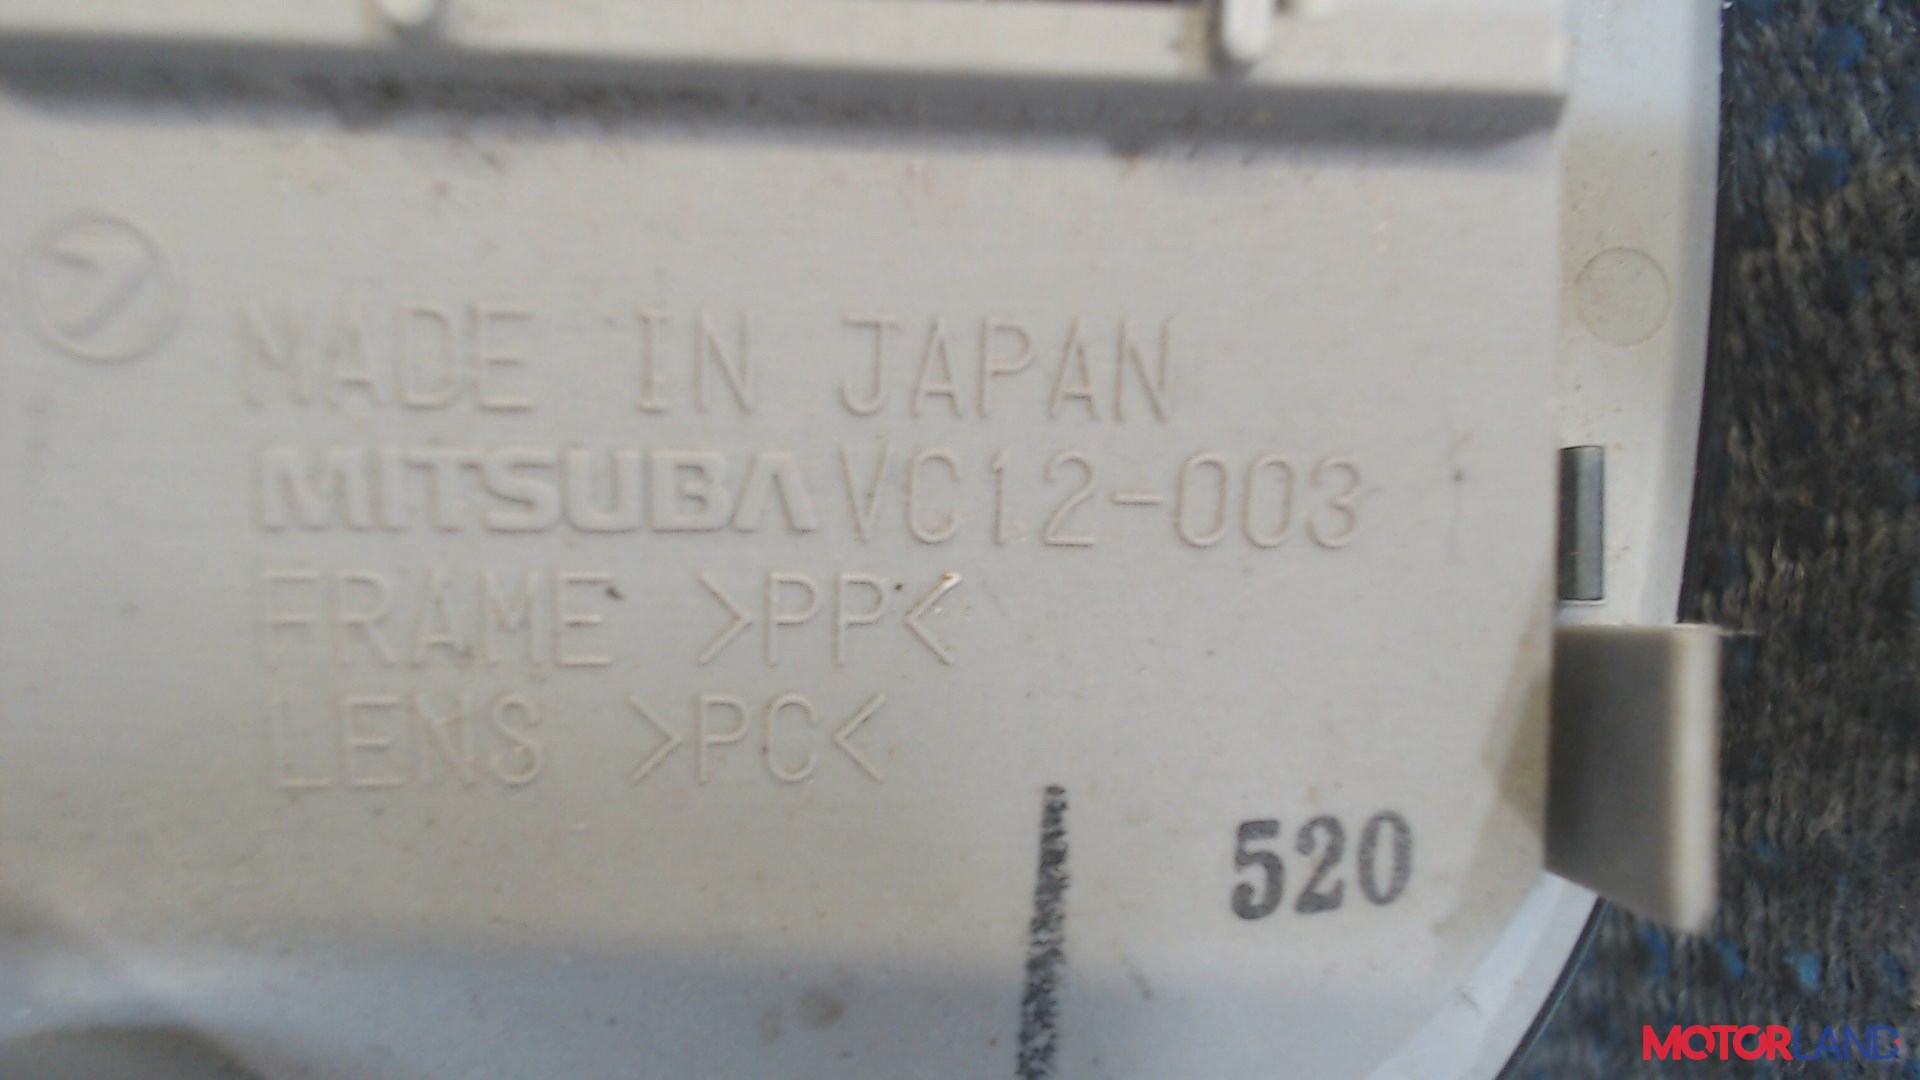 MADE IN JAPAN
MITSUBA VC12-003
FRAME >PP<
LENS >PC<
520
MOTORLAND